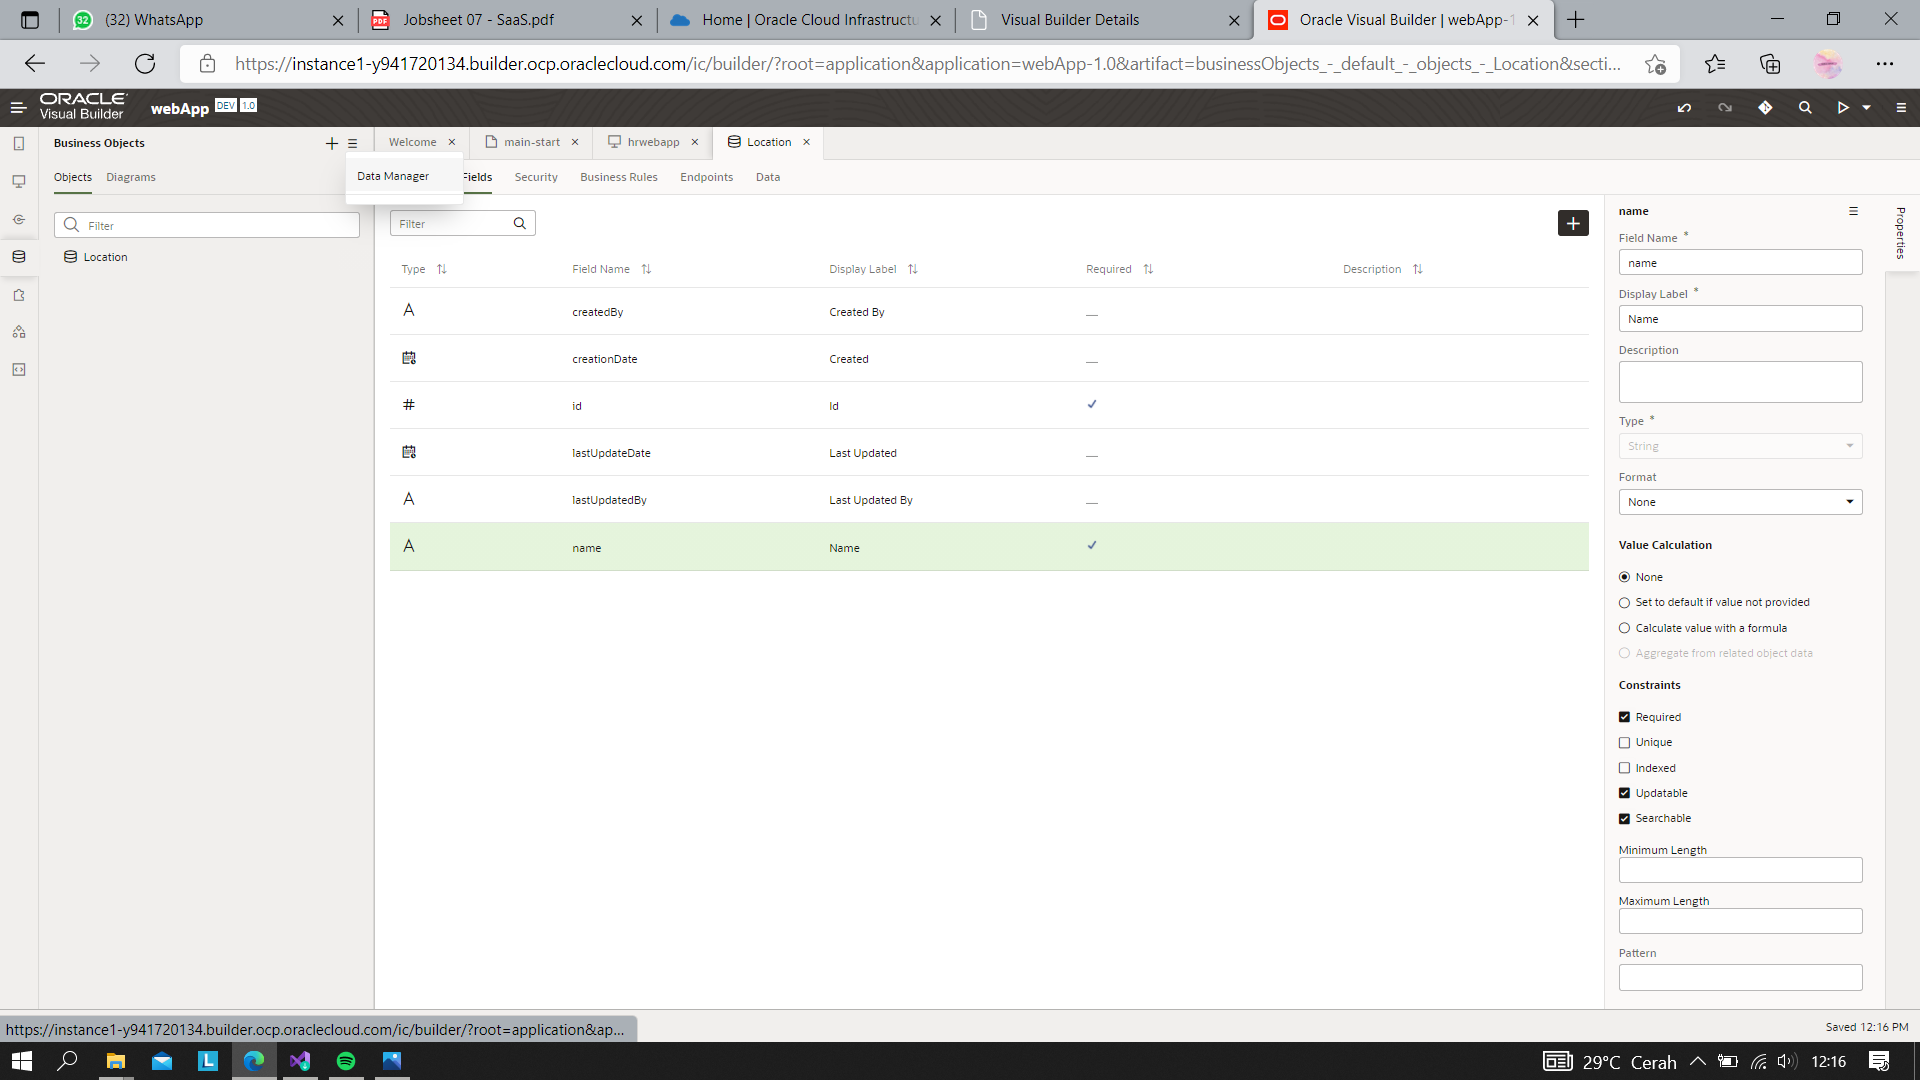 (32) WhatsApp
Jobsheet 07 - SaaS.pdf
Home | Oracle Cloud Infrastructu
Visual Builder Details
Oracle Visual Builder | webApp-1
https://instance1-y941720134.builder.ocp.oraclecloud.com/ic/builder/?root=application&application=webApp-1.0&artifact=businessObjects_-_default_-_objects_-_Location&secti...
ORACLE
Visual Builder
webApp DEV 1.0
Business Objects
Welcome
main-start
hrwebapp
Location
Objects
Diagrams
Data Manager
Fields
Security
Business Rules
Endpoints
Data
Filter
Location
Filter
Type
Field Name
Display Label
Required
Description
A createdBy Created By
creationDate Created
# id Id
lastUpdateDate Last Updated
A lastUpdatedBy Last Updated By
A name Name
name
Field Name *
name
Display Label *
Name
Description
Type *
String
Format
None
Value Calculation
None
Set to default if value not provided
Calculate value with a formula
Aggregate from related object data
Constraints
Required
Unique
Indexed
Updatable
Searchable
Minimum Length
Maximum Length
Pattern
Properties
Saved 12:16 PM
https://instance1-y941720134.builder.ocp.oraclecloud.com/ic/builder/?root=application&ap...
29°C Cerah
12:16